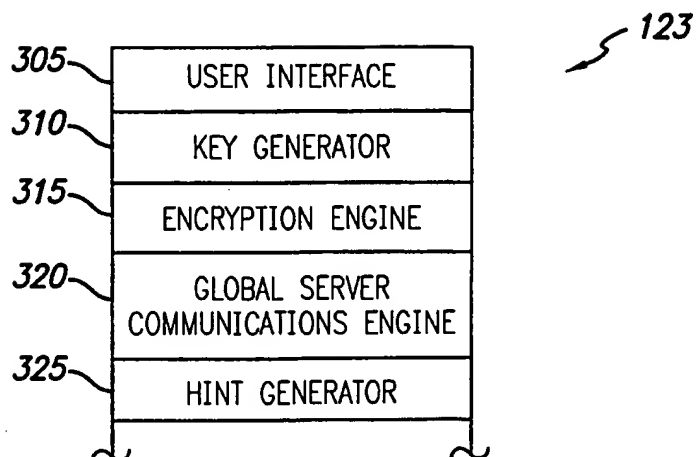 123
305 USER INTERFACE
310 KEY GENERATOR
315 ENCRYPTION ENGINE
320 GLOBAL SERVER
COMMUNICATIONS ENGINE
325 HINT GENERATOR